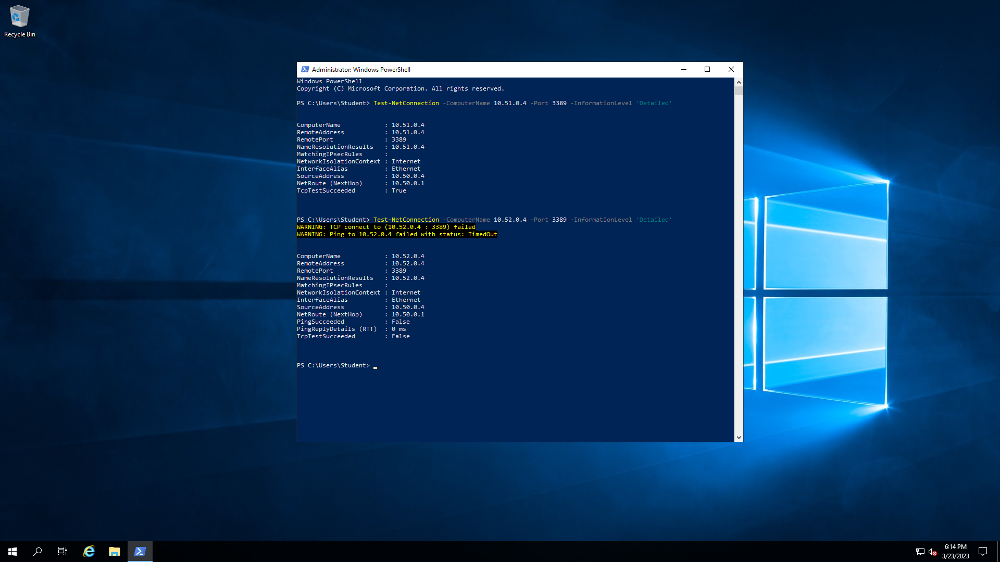 Recycle Bin
Administrator: Windows PowerShell
Windows PowerShell
Copyright (C) Microsoft Corporation. All rights reserved.
PS C:\Users\Student> Test-NetConnection -ComputerName 10.51.0.4 -Port 3389 -InformationLevel 'Detailed'
ComputerName : 10.51.0.4
RemoteAddress : 10.51.0.4
RemotePort : 3389
NameResolutionResults : 10.51.0.4
MatchingIPsecRules :
NetworkIsolationContext : Internet
InterfaceAlias : Ethernet
SourceAddress : 10.50.0.4
NetRoute (NextHop) : 10.50.0.1
TcpTestSucceeded : True
PS C:\Users\Student> Test-NetConnection -ComputerName 10.52.0.4 -Port 3389 -InformationLevel 'Detailed'
WARNING: TCP connect to (10.52.0.4 : 3389) failed
WARNING: Ping to 10.52.0.4 failed with status: TimedOut
ComputerName : 10.52.0.4
RemoteAddress : 10.52.0.4
RemotePort : 3389
NameResolutionResults : 10.52.0.4
MatchingIPsecRules :
NetworkIsolationContext : Internet
InterfaceAlias : Ethernet
SourceAddress : 10.50.0.4
NetRoute (NextHop) : 10.50.0.1
PingSucceeded : False
PingReplyDetails (RTT) : 0 ms
TcpTestSucceeded : False
PS C:\Users\Student>
6:14 PM
3/23/2023